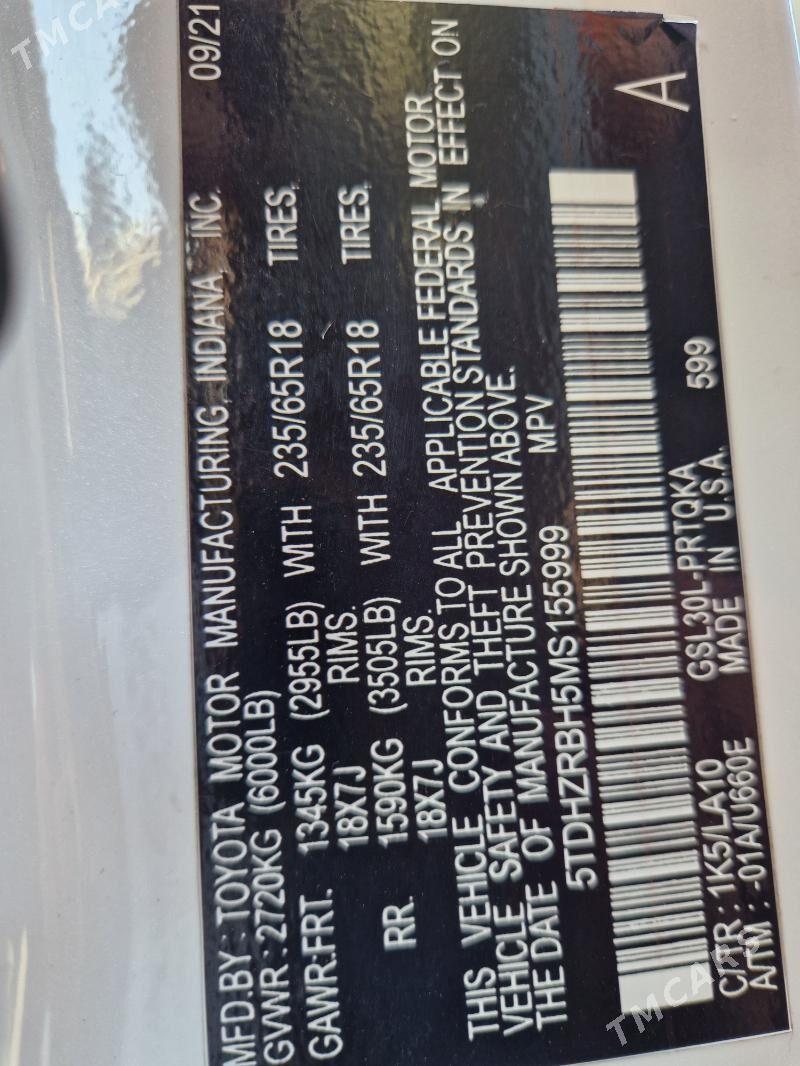 MFD.BY : TOYOTA MOTOR MANUFACTURING, INDIANA, INC. 09/21
GVWR : 2720KG (6000LB)
GAWR:FRT. 1345KG (2955LB) WITH 235/65R18 TIRES,
18X7J RIMS.
RR. 1590KG (3505LB) WITH 235/65R18 TIRES,
18X7J RIMS.
THIS VEHICLE CONFORMS TO ALL APPLICABLE FEDERAL MOTOR
VEHICLE SAFETY AND THEFT PREVENTION STANDARDS IN EFFECT ON
THE DATE OF MANUFACTURE SHOWN ABOVE.
5TDHZRBH5MS155999 MPV
A
C/TR : 1K5/LA10 GSL30L-PRTQKA 599
A/TM : -01A/U660E MADE IN U.S.A.
TMCARS
TMCARS